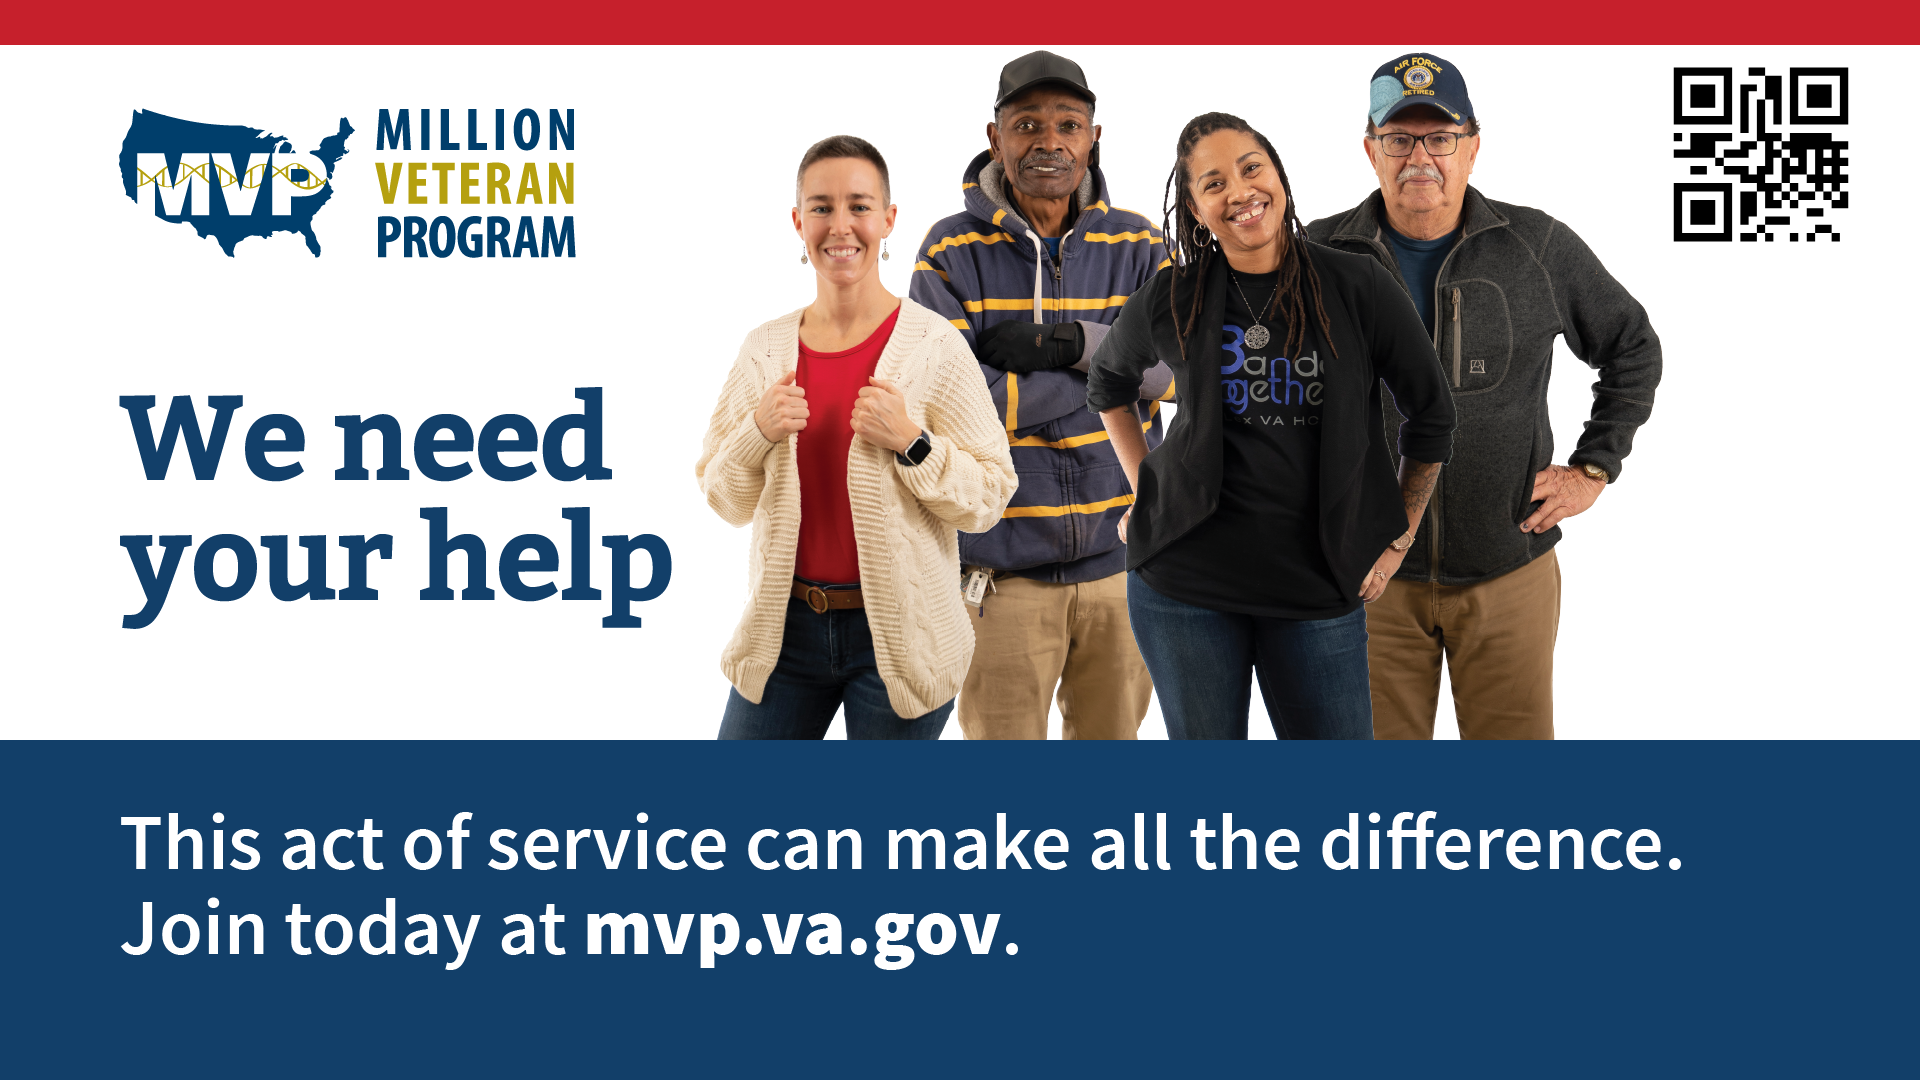 MVP
MILLION
VETERAN
PROGRAM
AIR FORCE
RETIRED
We need
your help
VA
This act of service can make all the difference.
Join today at mvp.va.gov.